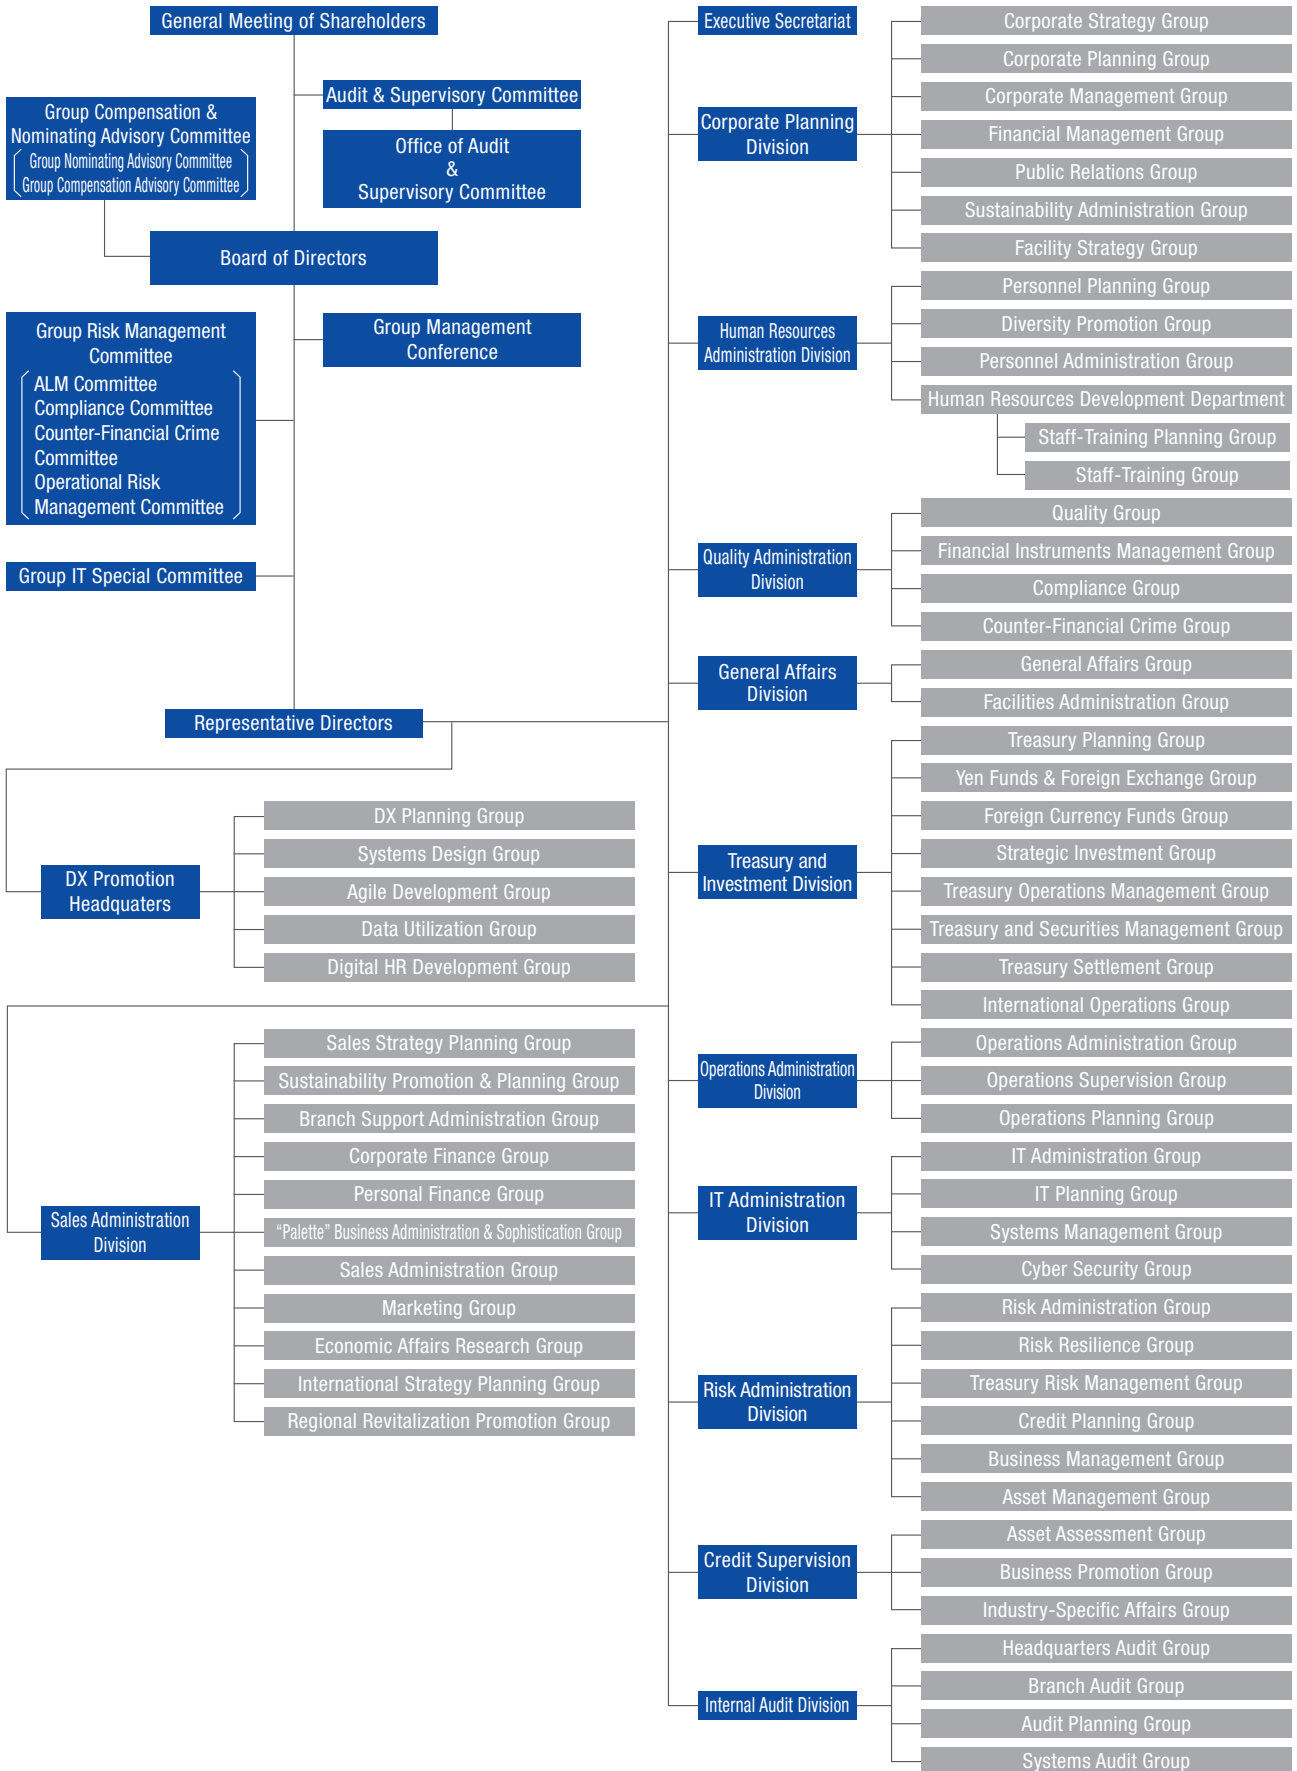 General Meeting of Shareholders
Audit & Supervisory Committee
Office of Audit
&
Supervisory Committee
Group Compensation &
Nominating Advisory Committee
Group Nominating Advisory Committee
Group Compensation Advisory Committee
Board of Directors
Group Risk Management
Committee
ALM Committee
Compliance Committee
Counter-Financial Crime
Committee
Operational Risk
Management Committee
Group Management
Conference
Group IT Special Committee
Representative Directors
DX Promotion
Headquaters
DX Planning Group
Systems Design Group
Agile Development Group
Data Utilization Group
Digital HR Development Group
Sales Administration
Division
Sales Strategy Planning Group
Sustainability Promotion & Planning Group
Branch Support Administration Group
Corporate Finance Group
Personal Finance Group
“Palette” Business Administration & Sophistication Group
Sales Administration Group
Marketing Group
Economic Affairs Research Group
International Strategy Planning Group
Regional Revitalization Promotion Group
Executive Secretariat
Corporate Planning
Division
Corporate Strategy Group
Corporate Planning Group
Corporate Management Group
Financial Management Group
Public Relations Group
Sustainability Administration Group
Facility Strategy Group
Human Resources
Administration Division
Personnel Planning Group
Diversity Promotion Group
Personnel Administration Group
Human Resources Development Department
Staff-Training Planning Group
Staff-Training Group
Quality Administration
Division
Quality Group
Financial Instruments Management Group
Compliance Group
Counter-Financial Crime Group
General Affairs
Division
General Affairs Group
Facilities Administration Group
Treasury and
Investment Division
Treasury Planning Group
Yen Funds & Foreign Exchange Group
Foreign Currency Funds Group
Strategic Investment Group
Treasury Operations Management Group
Treasury and Securities Management Group
Treasury Settlement Group
International Operations Group
Operations Administration
Division
Operations Administration Group
Operations Supervision Group
Operations Planning Group
IT Administration
Division
IT Administration Group
IT Planning Group
Systems Management Group
Cyber Security Group
Risk Administration
Division
Risk Administration Group
Risk Resilience Group
Treasury Risk Management Group
Credit Planning Group
Business Management Group
Asset Management Group
Credit Supervision
Division
Asset Assessment Group
Business Promotion Group
Industry-Specific Affairs Group
Internal Audit Division
Headquarters Audit Group
Branch Audit Group
Audit Planning Group
Systems Audit Group